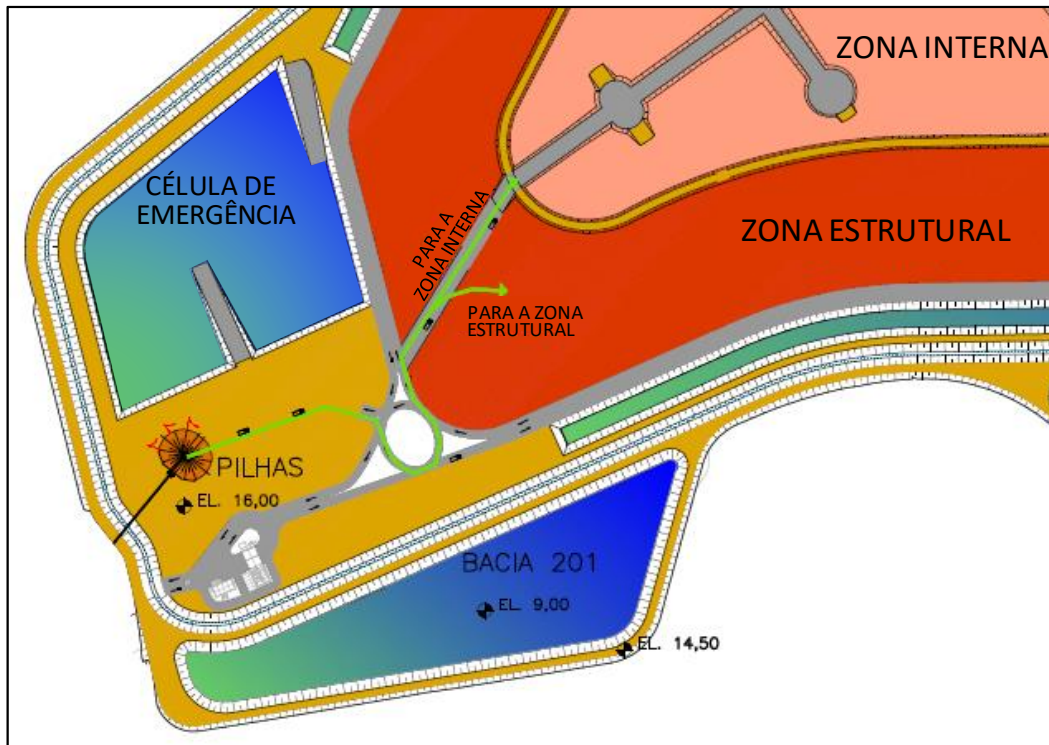 ZONA INTERNA
CÉLULA DE
EMERGÊNCIA
PARA A
ZONA INTERNA
ZONA ESTRUTURAL
PARA A ZONA
ESTRUTURAL
PILHAS
EL. 16,00
BACIA 201
EL. 9,00
EL. 14,50